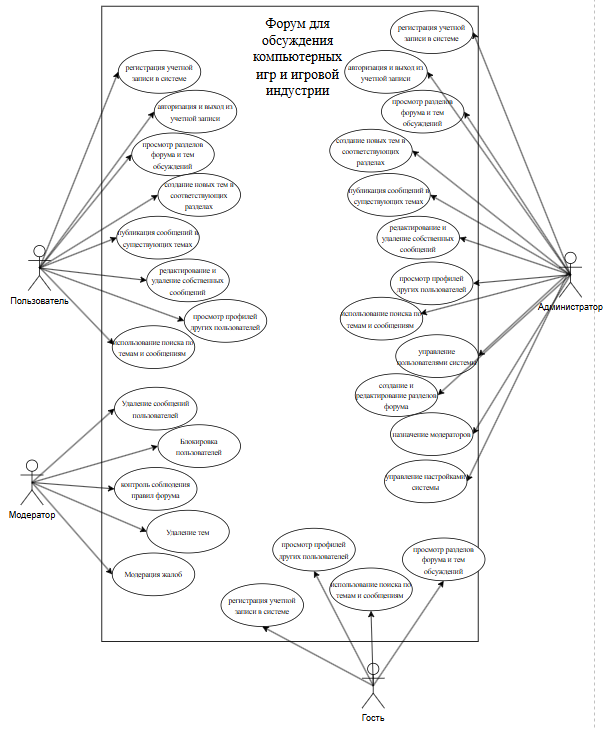 Форум для
обсуждения
компьютерных
игр и игровой
индустрии
регистрация учетной
записи в системе
авторизация и выход из
учетной записи
просмотр разделов
форума и тем
обсуждений
создание новых тем в
соответствующих
разделах
публикация сообщений в
существующих темах
редактирование и
удаление собственных
сообщений
просмотр профилей
других пользователей
использование поиска по
темам и сообщениям
Пользователь
регистрация учетной
записи в системе
авторизация и выход из
учетной записи
просмотр разделов
форума и тем
обсуждений
создание новых тем в
соответствующих
разделах
публикация сообщений в
существующих темах
редактирование и
удаление собственных
сообщений
просмотр профилей
других пользователей
использование поиска по
темам и сообщениям
управление
пользователями системы
создание и
редактирование разделов
форума
назначение модераторов
управление настройками
системы
Администратор
Удаление сообщений
пользователей
Блокировка
пользователей
контроль соблюдения
правил форума
Удаление тем
Модерация жалоб
Модератор
просмотр профилей
других пользователей
просмотр разделов
форума и тем
обсуждений
использование поиска по
темам и сообщениям
регистрация учетной
записи в системе
Гость